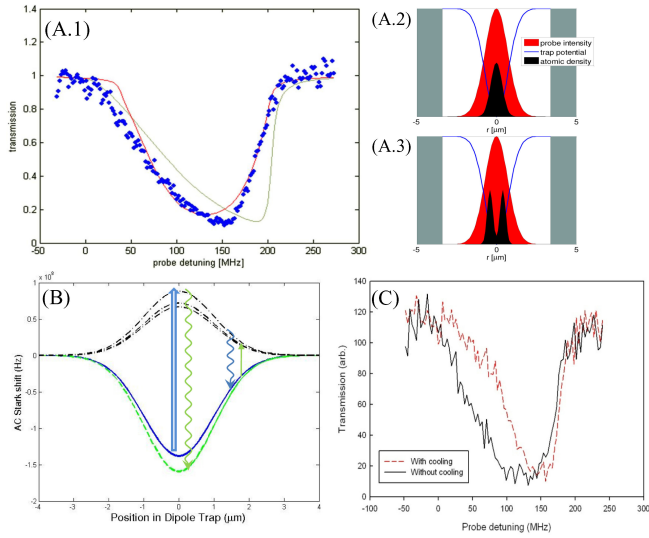 (A.1)
transmission
1.4
1.2
1.0
0.8
0.6
0.4
0.2
0
-50
0
50
100
150
200
250
300
probe detuning [MHz]
(A.2)
probe intensity
trap potential
atomic density
-5
0
5
r [μm]
(A.3)
-5
0
5
r [μm]
(B)
x 10⁹
AC Stark shift (Hz)
1
0.5
0
-0.5
-1
-1.5
-2
-4
-3
-2
-1
0
1
2
3
4
Position in Dipole Trap (μm)
(C)
Transmission (arb.)
140
120
100
80
60
40
20
0
With cooling
Without cooling
-100
-50
0
50
100
150
200
250
300
Probe detuning (MHz)